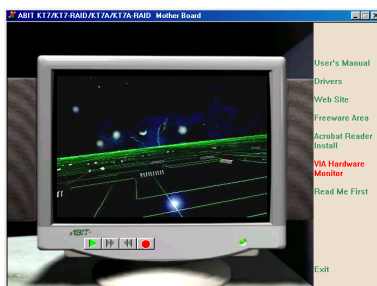 ABIT KT7/KT7-RAID/KT7A/KT7A-RAID Mother Board
User's Manual
Drivers
Web Site
Freeware Area
Acrobat Reader
Install
VIA Hardware
Monitor
Read Me First
ABIT
Exit